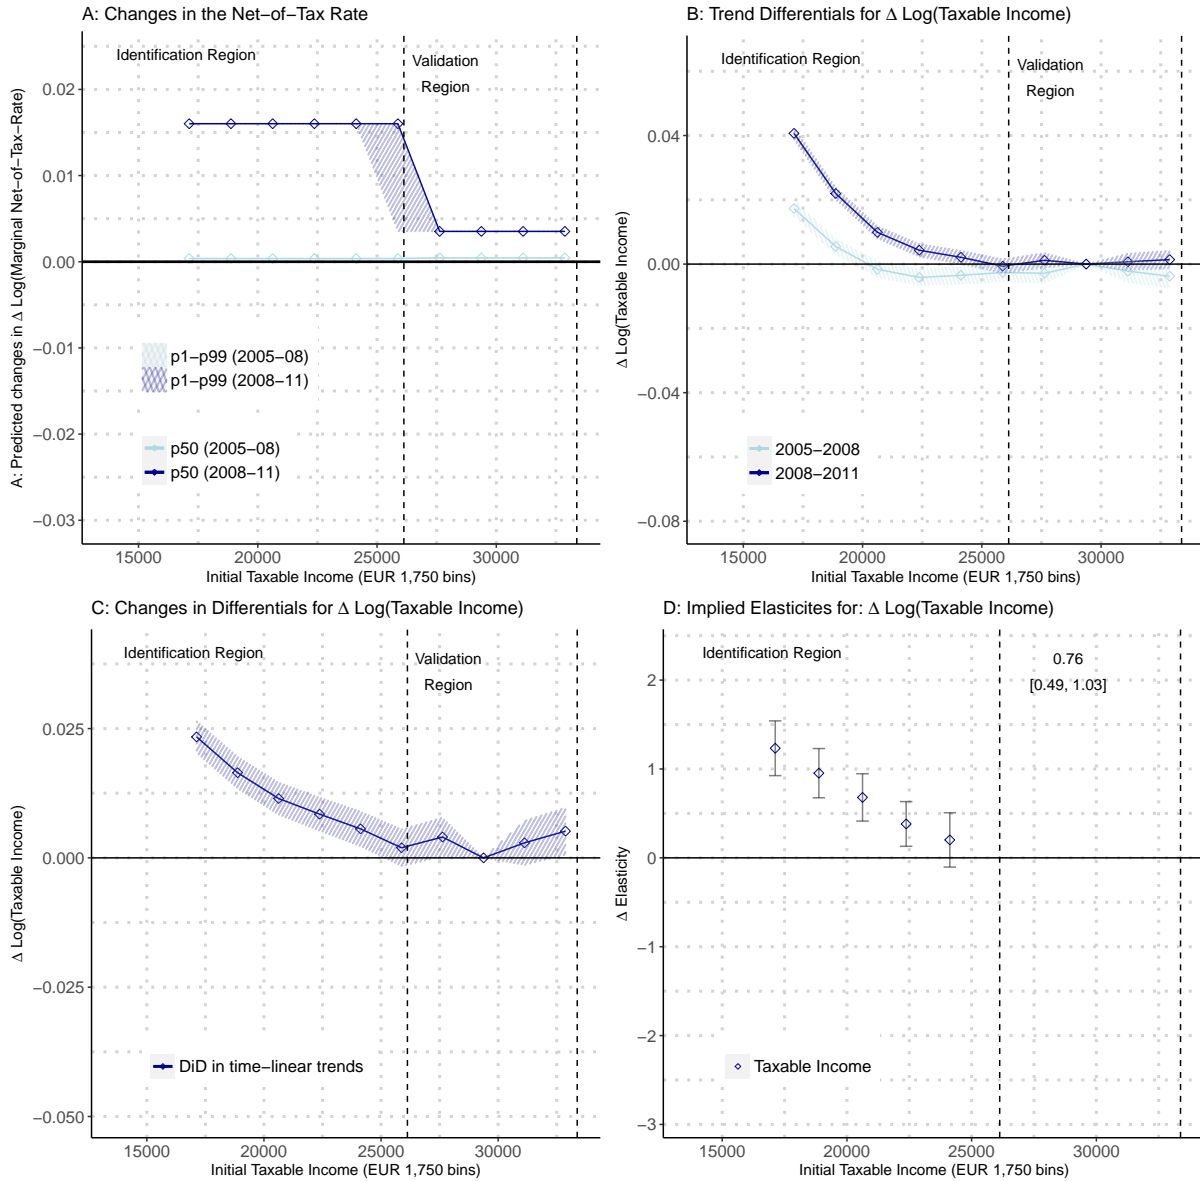 A: Changes in the Net−of−Tax Rate
Identification Region
Validation
Region
A: Predicted changes in Δ Log(Marginal Net−of−Tax−Rate)
0.02
0.01
0.00
−0.01
−0.02
−0.03
p1−p99 (2005−08)
p1−p99 (2008−11)
p50 (2005−08)
p50 (2008−11)
15000
20000
25000
30000
Initial Taxable Income (EUR 1,750 bins)
B: Trend Differentials for Δ Log(Taxable Income)
Identification Region
Validation
Region
Δ Log(Taxable Income)
0.04
0.00
−0.04
−0.08
2005−2008
2008−2011
15000
20000
25000
30000
Initial Taxable Income (EUR 1,750 bins)
C: Changes in Differentials for Δ Log(Taxable Income)
Identification Region
Validation
Region
Δ Log(Taxable Income)
0.025
0.000
−0.025
−0.050
DiD in time−linear trends
15000
20000
25000
30000
Initial Taxable Income (EUR 1,750 bins)
D: Implied Elasticites for: Δ Log(Taxable Income)
Identification Region
0.76
[0.49, 1.03]
Δ Elasticity
2
1
0
−1
−2
−3
Taxable Income
15000
20000
25000
30000
Initial Taxable Income (EUR 1,750 bins)